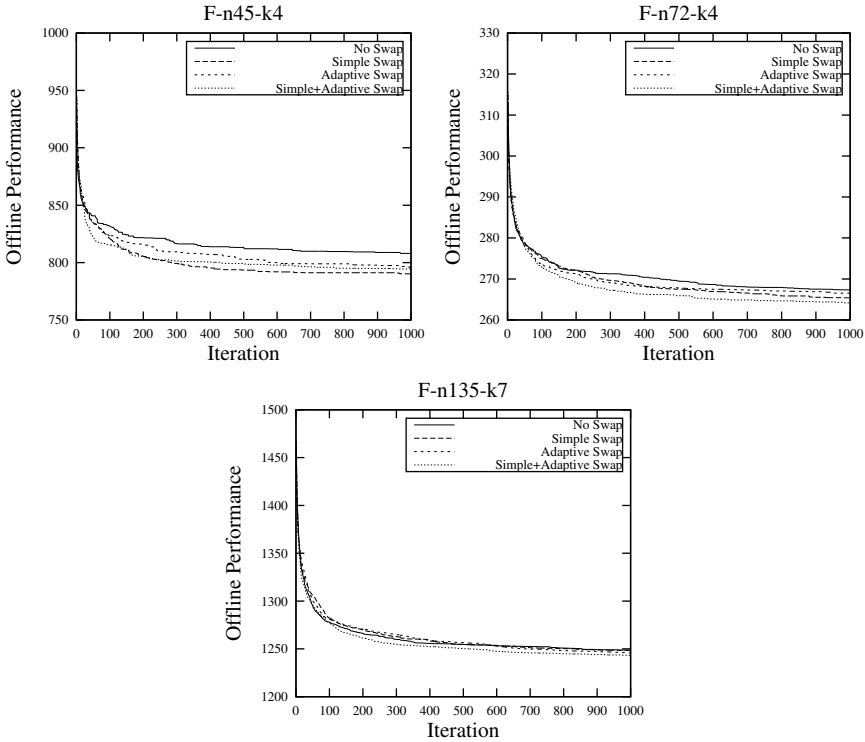 F-n45-k4
1000
950
900
850
800
750
Offline Performance
No Swap
Simple Swap
Adaptive Swap
Simple+Adaptive Swap
0 100 200 300 400 500 600 700 800 900 1000
Iteration
F-n72-k4
330
320
310
300
290
280
270
260
Offline Performance
No Swap
Simple Swap
Adaptive Swap
Simple+Adaptive Swap
0 100 200 300 400 500 600 700 800 900 1000
Iteration
F-n135-k7
1500
1450
1400
1350
1300
1250
1200
Offline Performance
No Swap
Simple Swap
Adaptive Swap
Simple+Adaptive Swap
0 100 200 300 400 500 600 700 800 900 1000
Iteration